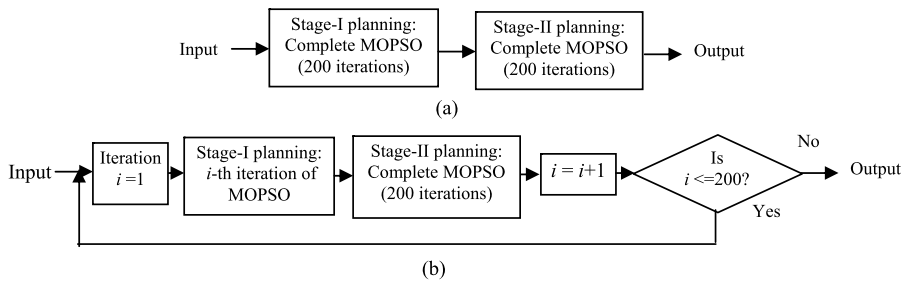 Input
Stage-I planning:
Complete MOPSO
(200 iterations)
Stage-II planning:
Complete MOPSO
(200 iterations)
Output
(a)
Input
Iteration
i =1
Stage-I planning:
i-th iteration of
MOPSO
Stage-II planning:
Complete MOPSO
(200 iterations)
i = i+1
Is
i <=200?
No
Output
Yes
(b)